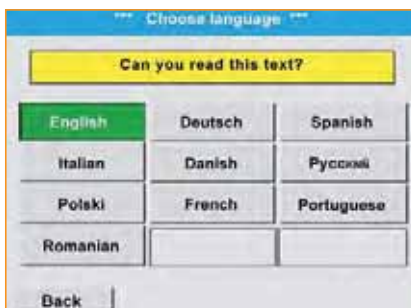 *** Choose language ***
Can you read this text?
English Deutsch Spanish
Italian Danish Русский
Polski French Portuguese
Romanian
Back